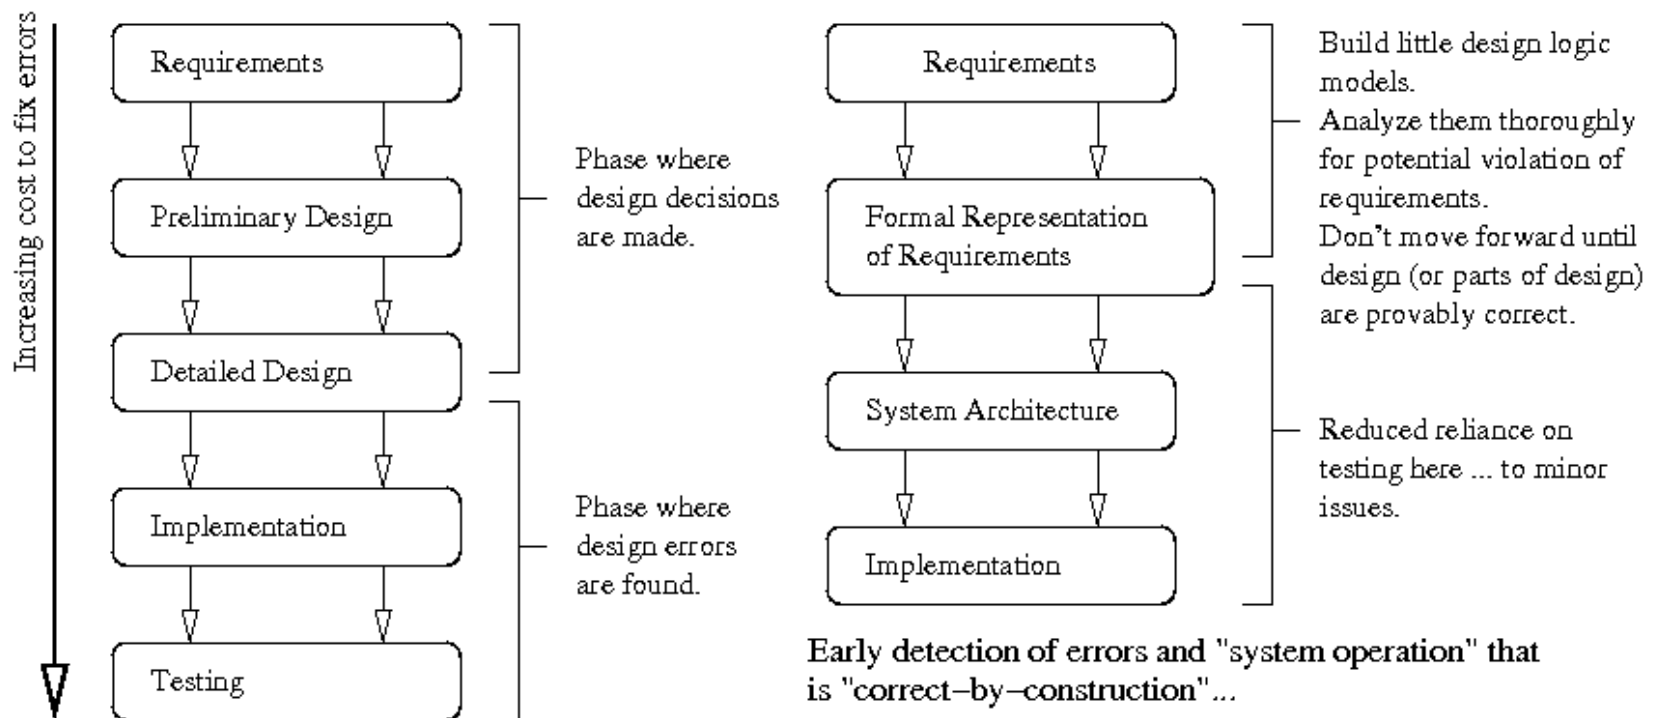 Increasing cost to fix errors
Requirements
Preliminary Design
Detailed Design
Implementation
Testing
Phase where
design decisions
are made.
Phase where
design errors
are found.
Requirements
Formal Representation
of Requirements
System Architecture
Implementation
Build little design logic
models.
Analyze them thoroughly
for potential violation of
requirements.
Don't move forward until
design (or parts of design)
are provably correct.
Reduced reliance on
testing here ... to minor
issues.
Early detection of errors and "system operation" that
is "correct-by-construction"...